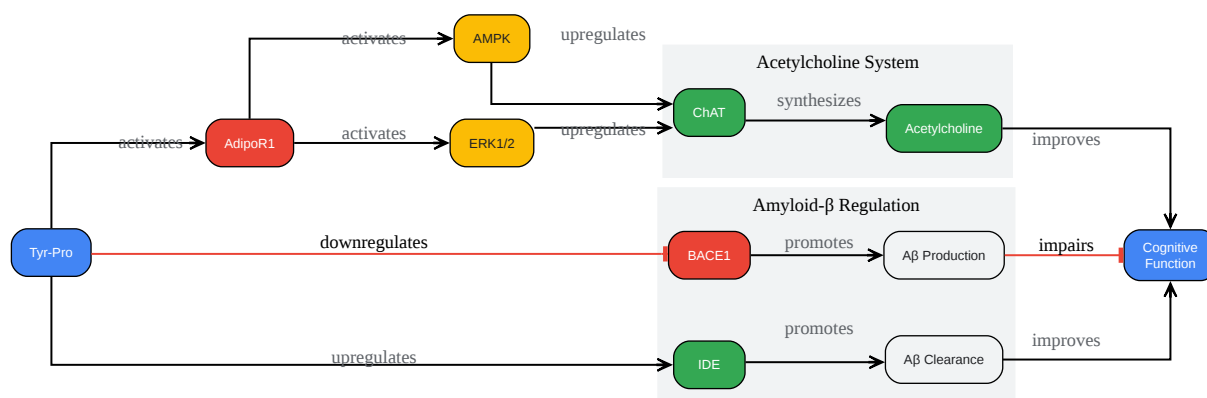 activates
AMPK
upregulates
Acetylcholine System
synthesizes
ChAT
Acetylcholine
activates
AdipoR1
activates
ERK1/2
upregulates
improves
Amyloid-β Regulation
Tyr-Pro
downregulates
BACE1
promotes
Aβ Production
impairs
Cognitive
Function
upregulates
IDE
promotes
Aβ Clearance
improves